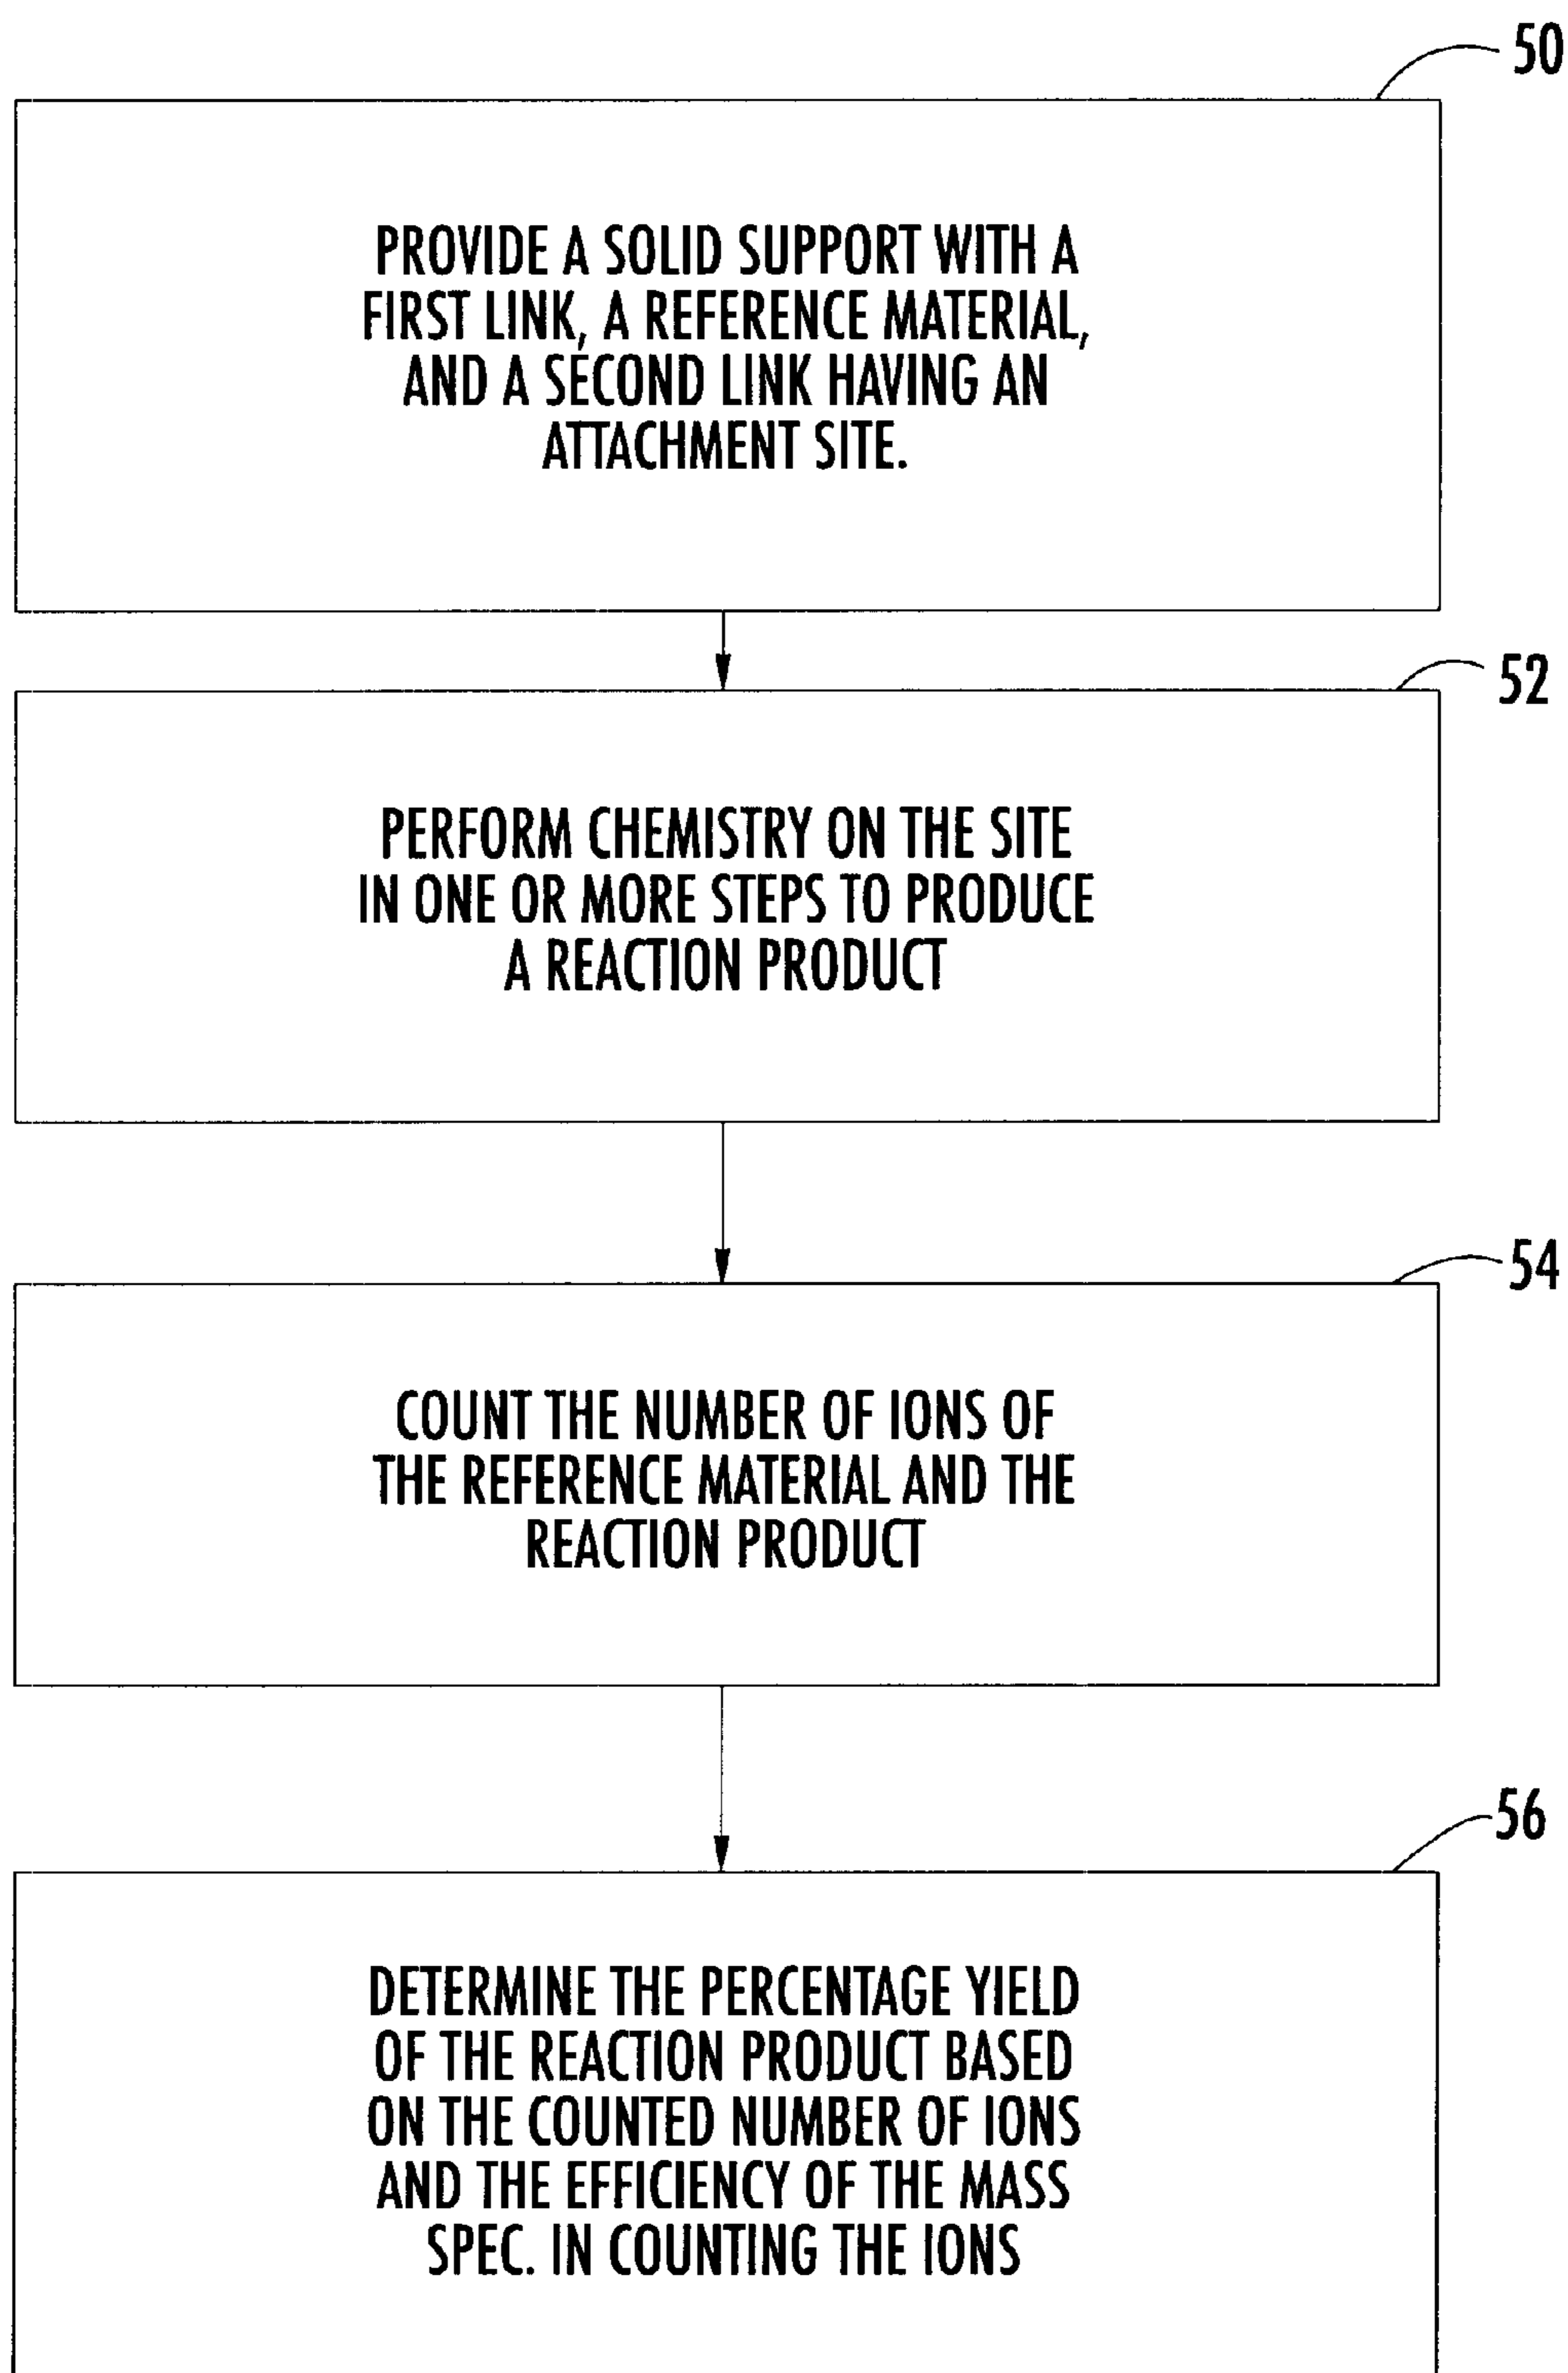 50
PROVIDE A SOLID SUPPORT WITH A
FIRST LINK, A REFERENCE MATERIAL,
AND A SECOND LINK HAVING AN
ATTACHMENT SITE.
52
PERFORM CHEMISTRY ON THE SITE
IN ONE OR MORE STEPS TO PRODUCE
A REACTION PRODUCT
54
COUNT THE NUMBER OF IONS OF
THE REFERENCE MATERIAL AND THE
REACTION PRODUCT
56
DETERMINE THE PERCENTAGE YIELD
OF THE REACTION PRODUCT BASED
ON THE COUNTED NUMBER OF IONS
AND THE EFFICIENCY OF THE MASS
SPEC. IN COUNTING THE IONS